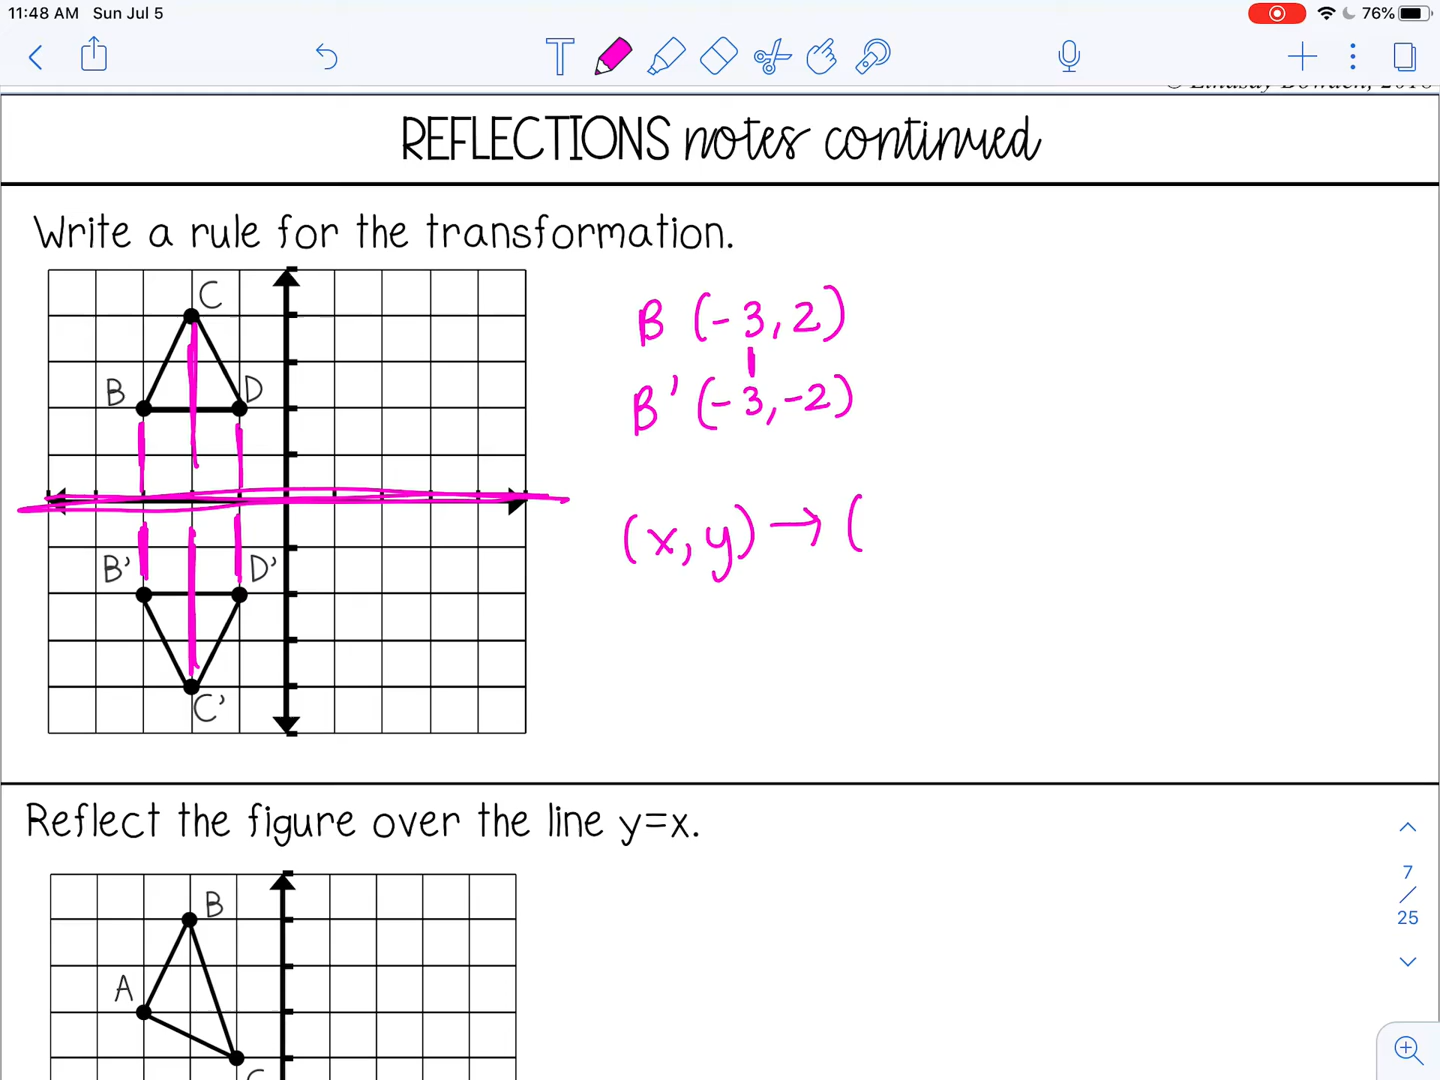 11:48 AM Sun Jul 5
76%
T
REFLECTIONS notes continued
Write a rule for the transformation.
C
B
D
B'
D'
C'
B (-3, 2)
B' (-3, -2)
(x, y) → (
Reflect the figure over the line y=x.
B
A
7
/
25